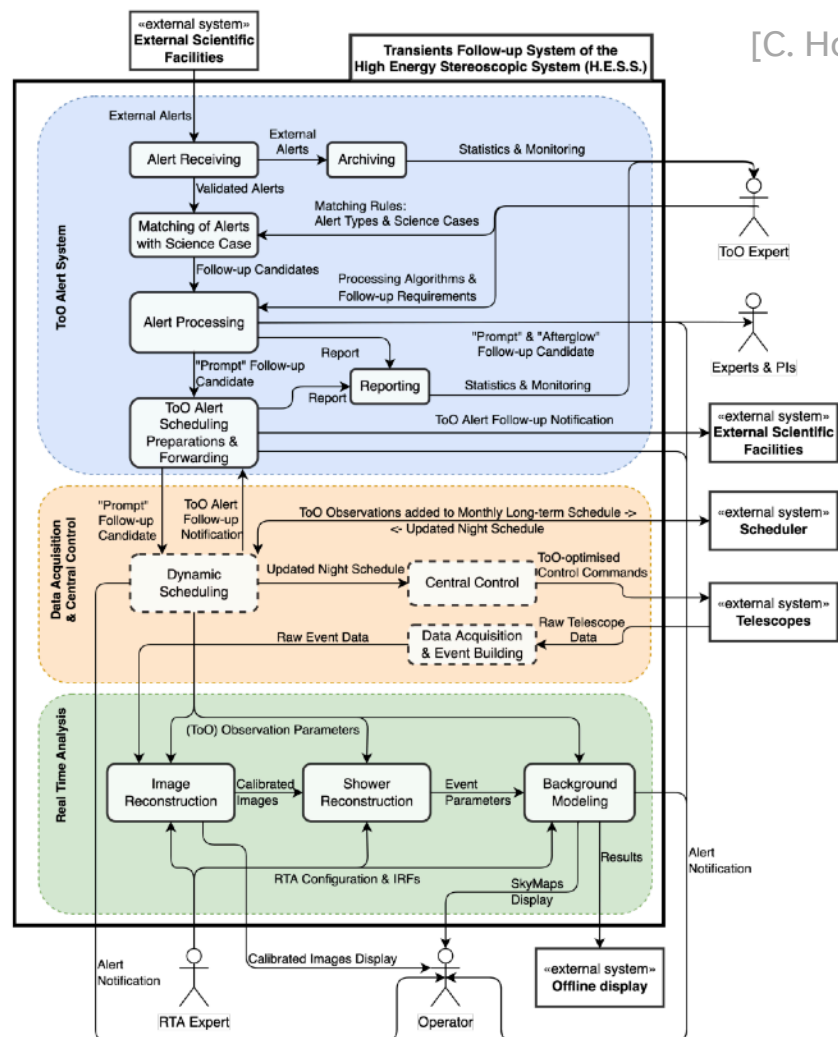 «external system»
External Scientific
Facilities
Transients Follow-up System of the
High Energy Stereoscopic System (H.E.S.S.)
[C. Ho
External Alerts
External
Alerts
Alert Receiving
Archiving
Statistics & Monitoring
Validated Alerts
Matching Rules:
Alert Types & Science Cases
Matching of Alerts
with Science Case
ToO Expert
Follow-up Candidates
Processing Algorithms &
Follow-up Requirements
ToO Alert System
Alert Processing
"Prompt" & "Afterglow"
Follow-up Candidate
Experts & PIs
Report
"Prompt" Follow-up
Candidate
Reporting
Report
Statistics & Monitoring
ToO Alert
Scheduling
Preparations &
Forwarding
ToO Alert Follow-up Notification
«external system»
External Scientific
Facilities
"Prompt"
Follow-up
Candidate
ToO Alert
Follow-up
Notification
ToO Observations added to Monthly Long-term Schedule ->
<- Updated Night Schedule
«external system»
Scheduler
Data Acquisition
& Central Control
Dynamic
Scheduling
Updated Night Schedule
Central Control
ToO-optimised
Control Commands
«external system»
Telescopes
Raw Event Data
Data Acquisition
& Event Building
Raw Telescope
Data
Real Time Analysis
(ToO) Observation Parameters
Image
Reconstruction
Calibrated
Images
Shower
Reconstruction
Event
Parameters
Background
Modeling
RTA Configuration & IRFs
SkyMaps
Display
Results
Alert
Notification
Alert
Notification
Calibrated Images Display
«external system»
Offline display
RTA Expert
Operator